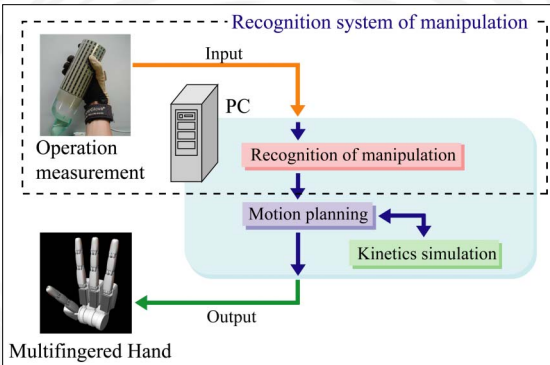 Recognition system of manipulation
Input
PC
Operation
measurement
Recognition of manipulation
Motion planning
Kinetics simulation
Output
Multifingered Hand